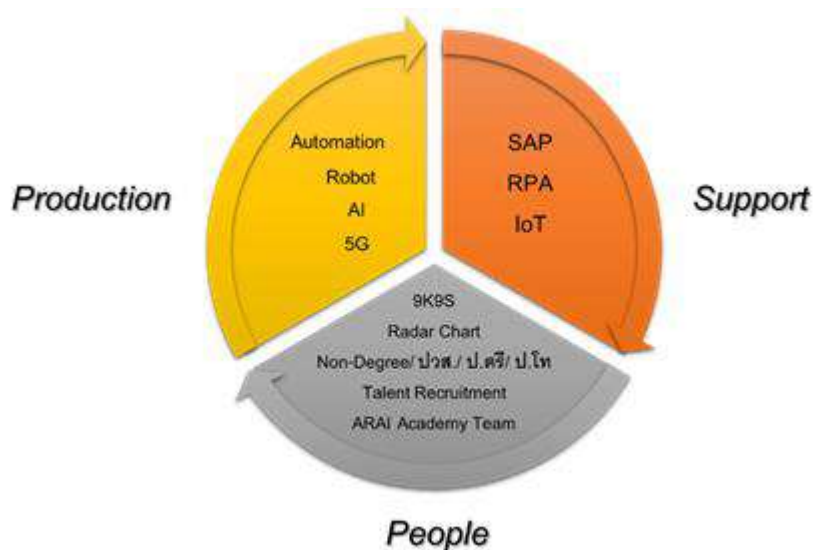 Production
Automation
Robot
AI
5G
SAP
RPA
IoT
Support
9K9S
Radar Chart
Non-Degree/ ปวส./ ป.ตรี/ ป.โท
Talent Recruitment
ARAI Academy Team
People